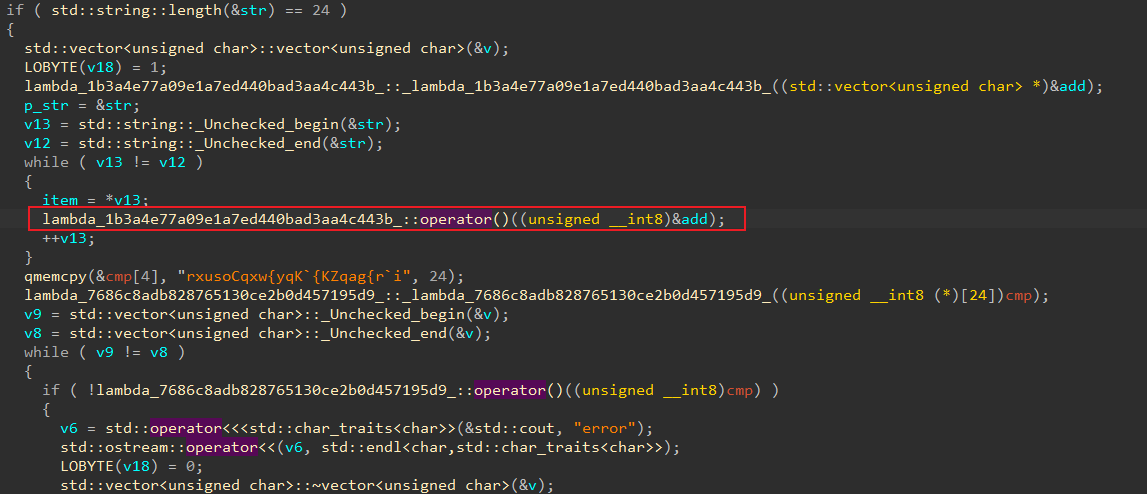 if ( std::string::length(&str) == 24 )
{
std::vector<unsigned char>::vector<unsigned char>(&v);
LOBYTE(v18) = 1;
lambda_1b3a4e77a09e1a7ed440bad3aa4c443b_::_lambda_1b3a4e77a09e1a7ed440bad3aa4c443b_((std::vector<unsigned char> *)&add);
p_str = &str;
v13 = std::string::_Unchecked_begin(&str);
v12 = std::string::_Unchecked_end(&str);
while ( v13 != v12 )
{
item = *v13;
lambda_1b3a4e77a09e1a7ed440bad3aa4c443b_::operator()((unsigned __int8)&add);
++v13;
}
qmemcpy(&cmp[4], "rxusoCqxw{yqK`{KZqag{r`i", 24);
lambda_7686c8adb828765130ce2b0d457195d9_::_lambda_7686c8adb828765130ce2b0d457195d9_((unsigned __int8 (*)[24])cmp);
v9 = std::vector<unsigned char>::_Unchecked_begin(&v);
v8 = std::vector<unsigned char>::_Unchecked_end(&v);
while ( v9 != v8 )
{
if ( !lambda_7686c8adb828765130ce2b0d457195d9_::operator()((unsigned __int8)cmp) )
{
v6 = std::operator<<<std::char_traits<char>>(&std::cout, "error");
std::ostream::operator<<(v6, std::endl<char,std::char_traits<char>>);
LOBYTE(v18) = 0;
std::vector<unsigned char>::~vector<unsigned char>(&v);